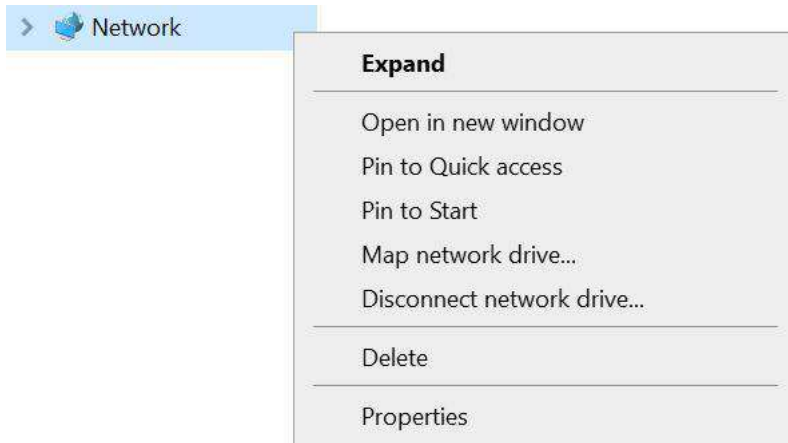 Network
Expand
Open in new window
Pin to Quick access
Pin to Start
Map network drive...
Disconnect network drive...
Delete
Properties